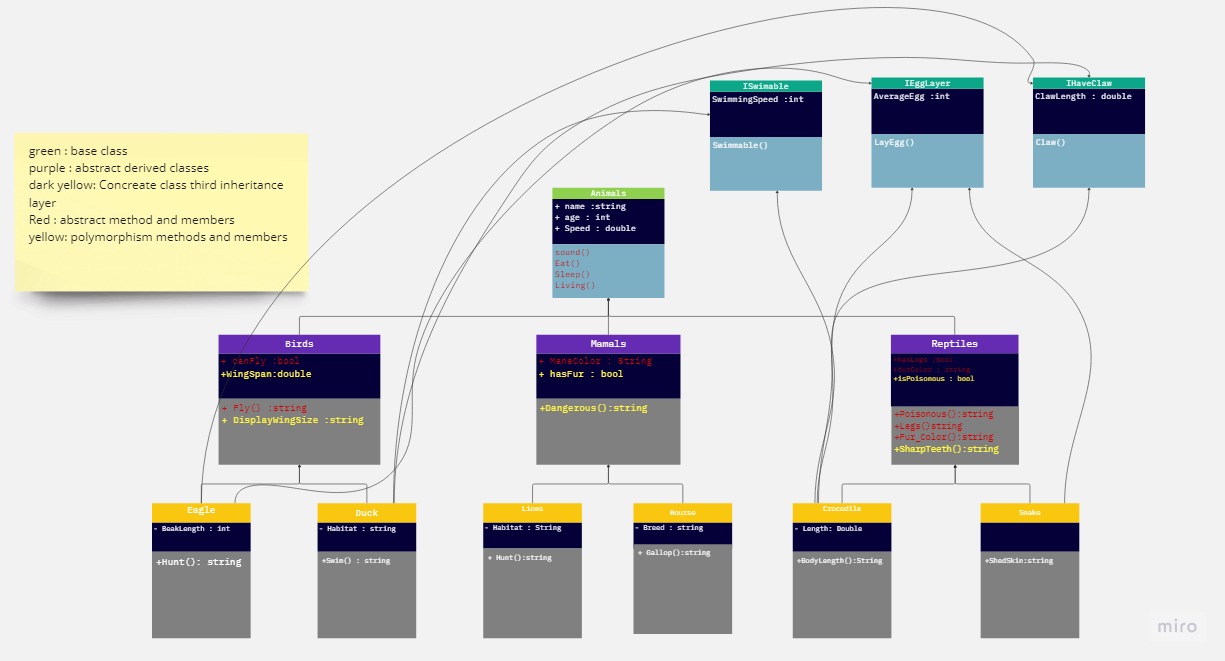 green : base class
purple : abstract derived classes
dark yellow: Concreate class third inheritance
layer
Red : abstract method and members
yellow: polymorphism methods and members
ISwimable
SwimmingSpeed :int
Swimmable()
IEggLayer
AverageEgg :int
LayEgg()
IHaveClaw
ClawLength : double
Claw()
Animals
+ name :string
+ age : int
+ Speed : double
sound()
Eat()
Sleep()
Living()
Birds
+ canFly :bool
+WingSpan:double
+ Fly() :string
+ DisplayWingSize :string
Mamals
+ ManeColor : String
+ hasFur : bool
+Dangerous():string
Reptiles
+hasLegs :bool
+furColor : string
+isPoisonous : bool
+Poisonous():string
+Legs()string
+Fur_Color():string
+SharpTeeth():string
Eagle
- BeakLength : int
+Hunt(): string
Duck
- Habitat : string
+Swim() : string
Lions
- Habitat : String
+ Hunt():string
Hourse
- Breed : string
+ Gallop():string
Crocodile
- Length: Double
+BodyLength():String
Snake
+ShedSkin:string
miro